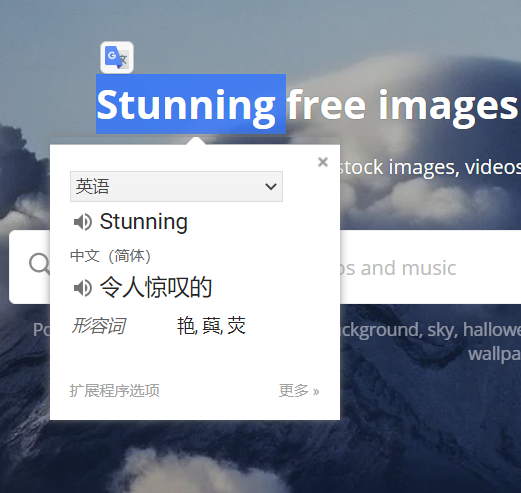 Stunning free images
stock images, videos
×
英语
Stunning
os and music
中文（简体）
令人惊叹的
形容词 艳, 蕣, 荧
Po
ackground, sky, hallowe
wallpa
扩展程序选项
更多 »